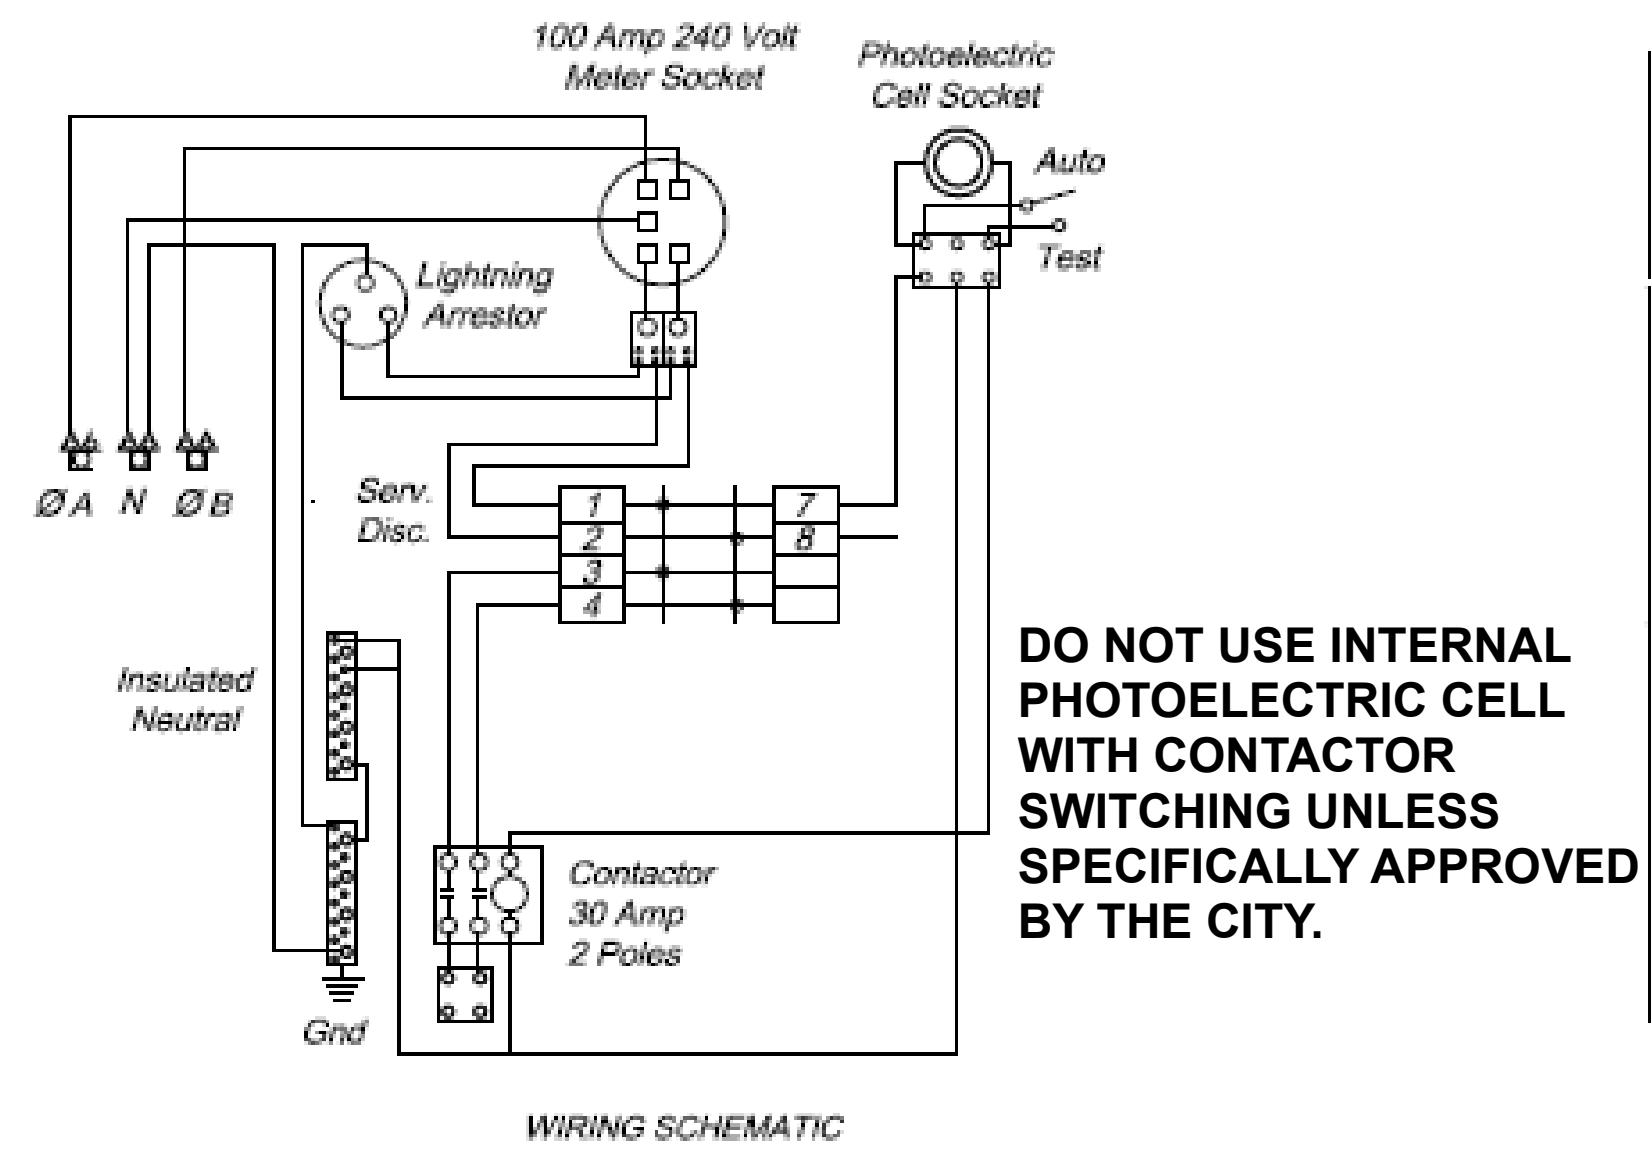 100 Amp 240 Volt
Meter Socket
Photoelectric
Cell Socket
Auto
Test
Lightning
Arrestor
ØA N ØB
Serv.
Disc.
1
2
3
4
7
8
Insulated
Neutral
DO NOT USE INTERNAL
PHOTOELECTRIC CELL
WITH CONTACTOR
SWITCHING UNLESS
SPECIFICALLY APPROVED
BY THE CITY.
Contactor
30 Amp
2 Poles
Gnd
WIRING SCHEMATIC